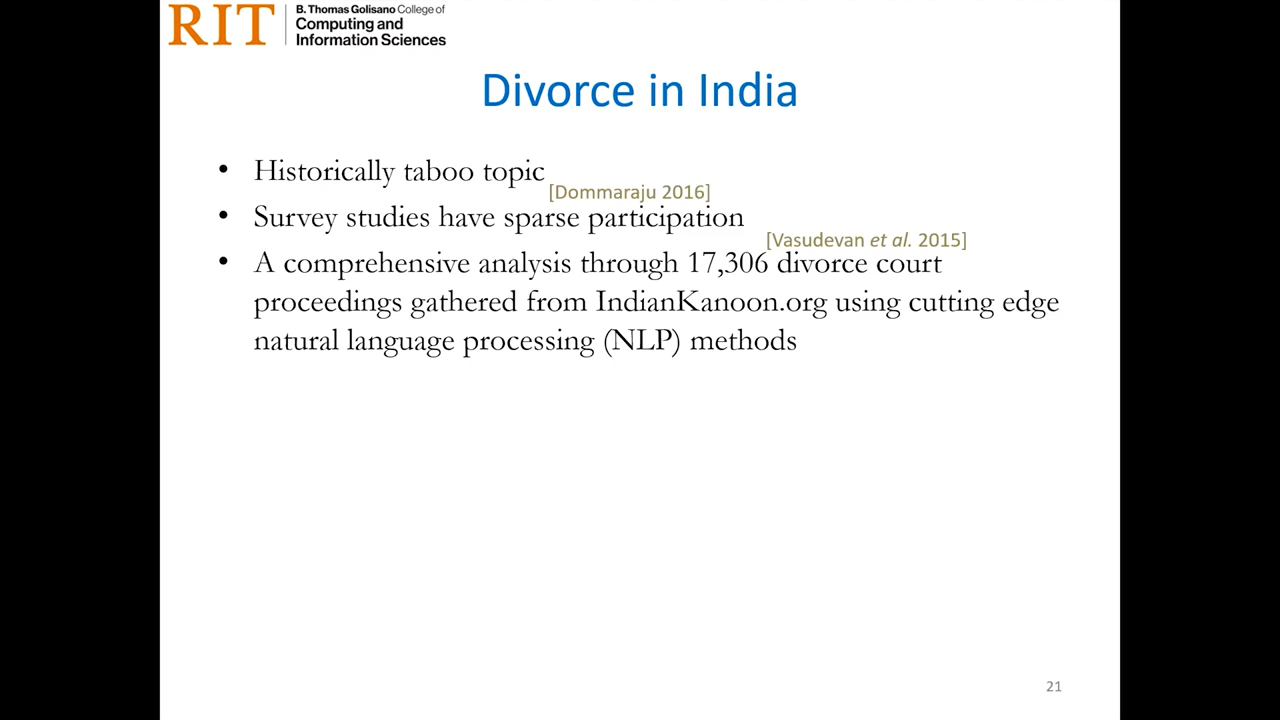 RIT
B. Thomas Golisano College of
Computing and
Information Sciences
Divorce in India
• Historically taboo topic
[Dommaraju 2016]
• Survey studies have sparse participation
[Vasudevan et al. 2015]
• A comprehensive analysis through 17,306 divorce court
proceedings gathered from IndianKanoon.org using cutting edge
natural language processing (NLP) methods
21